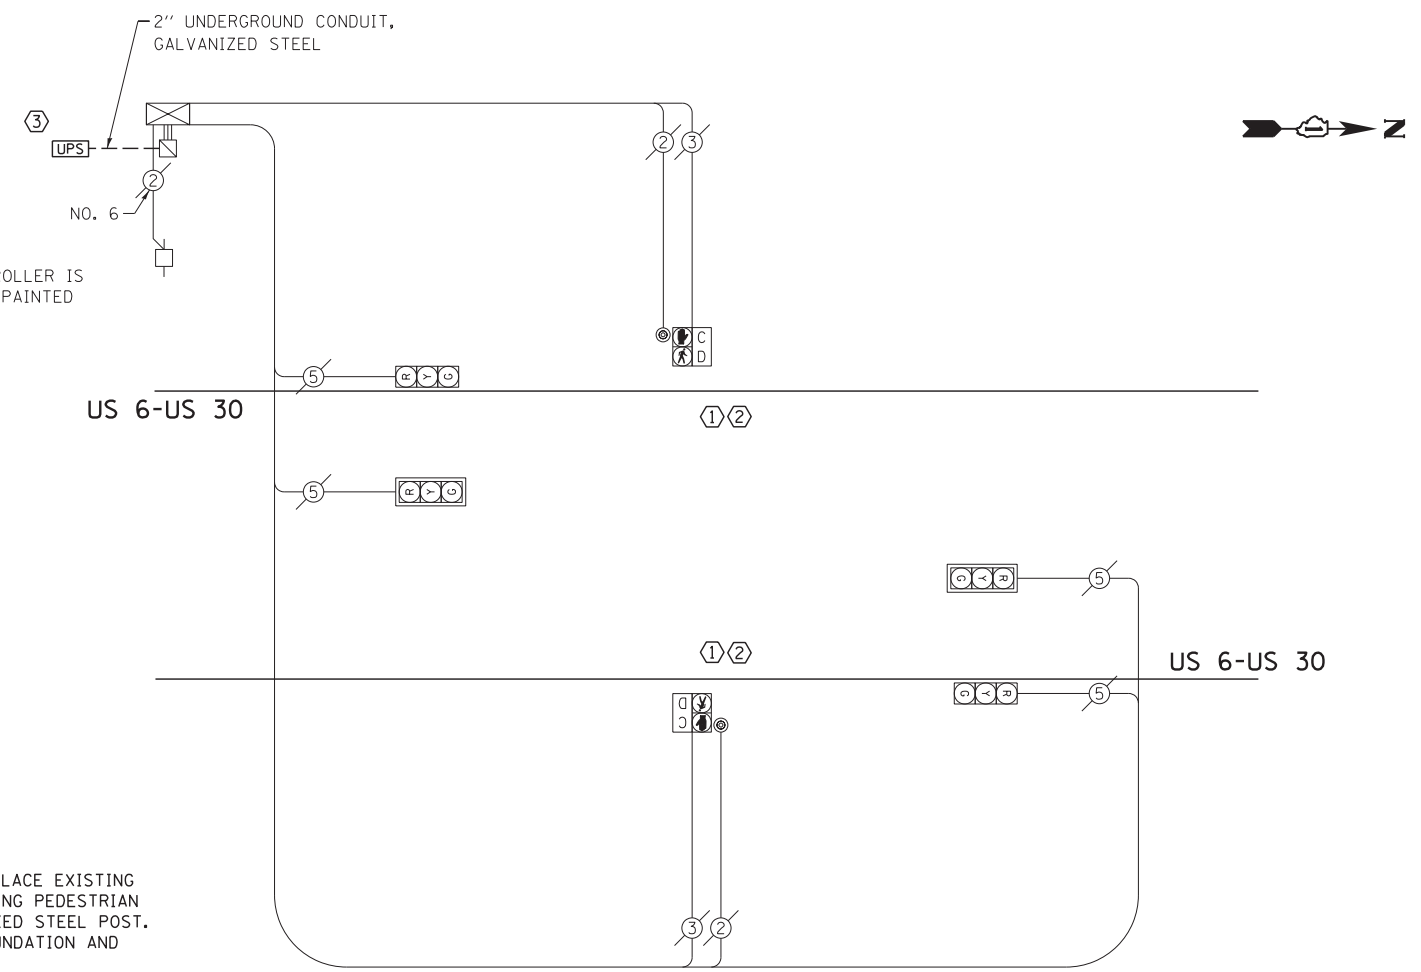 2" UNDERGROUND CONDUIT,
GALVANIZED STEEL
3
UPS
2
3
N
2
NO. 6
ROLLER IS
PAINTED
C
D
5
R Y G
US 6-US 30
1 2
5
R Y G
G Y R
5
1 2
US 6-US 30
G Y R
5
D
C
LACE EXISTING
NG PEDESTRIAN
ED STEEL POST.
NDATION AND
3
2